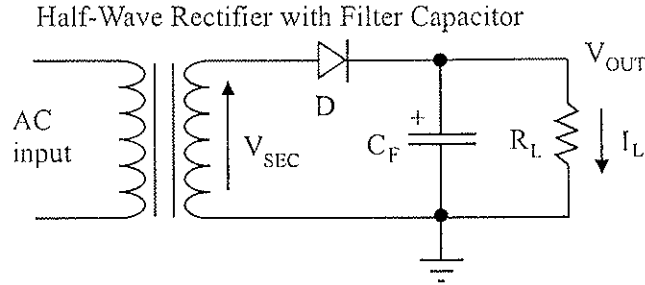 Half-Wave Rectifier with Filter Capacitor
V_OUT
D
AC
input
V_SEC
+
C_F
R_L
I_L